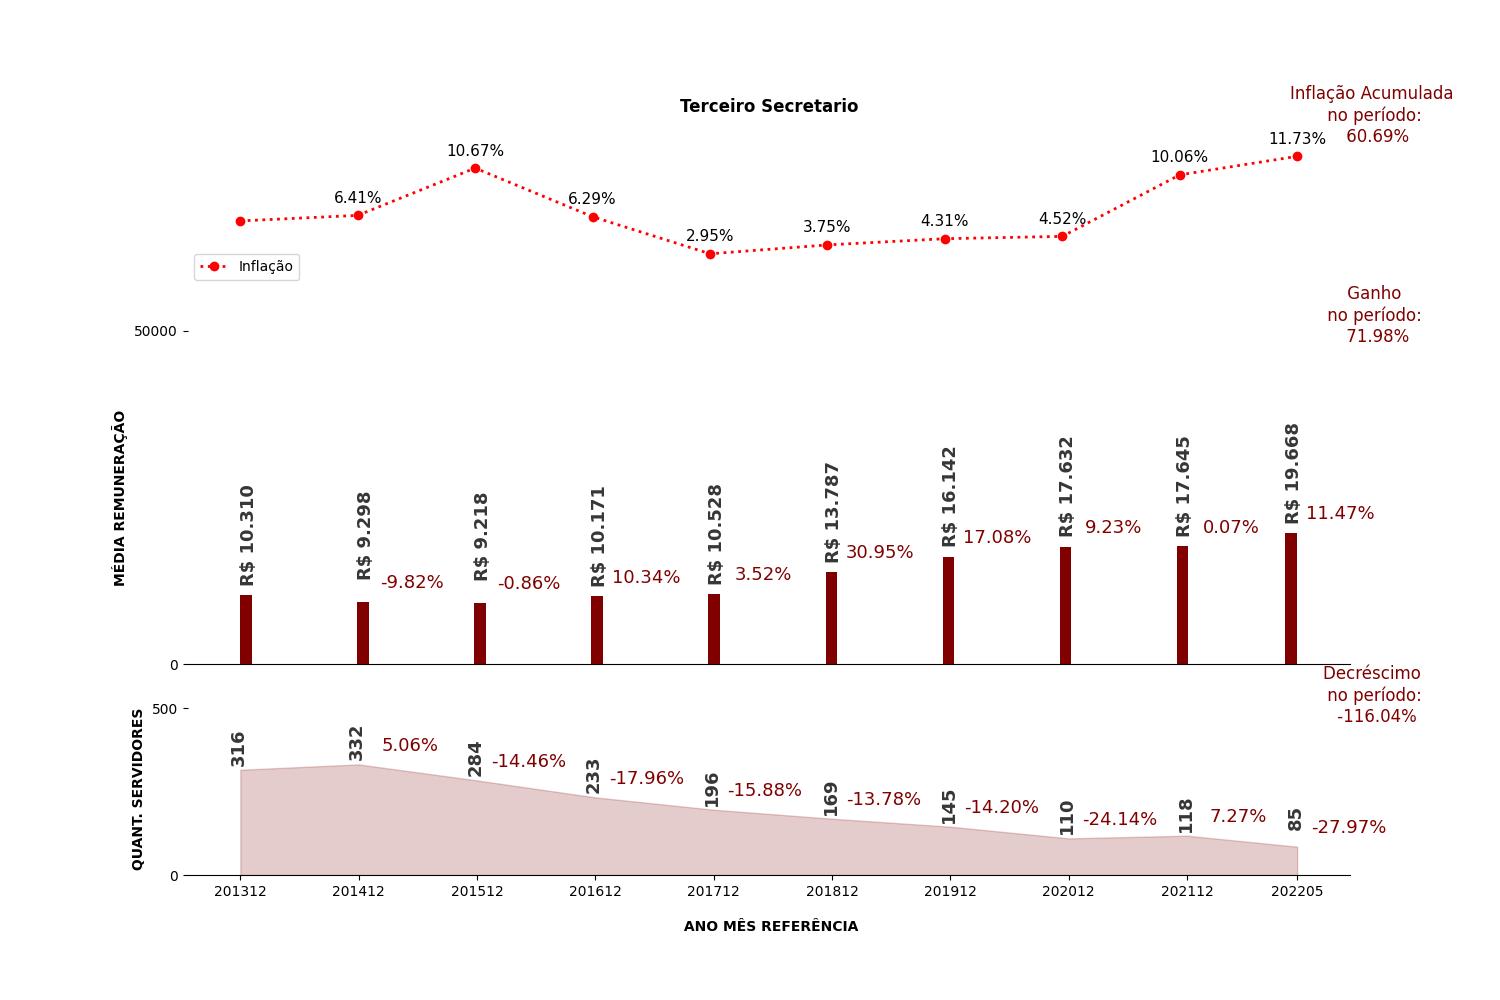 Terceiro Secretario
Inflação Acumulada
no período:
60.69%
6.41%
10.67%
6.29%
2.95%
3.75%
4.31%
4.52%
10.06%
11.73%
Inflação
Ganho
no período:
71.98%
50000
0
MÉDIA REMUNERAÇÃO
R$ 10.310
R$ 9.298
R$ 9.218
R$ 10.171
R$ 10.528
R$ 13.787
R$ 16.142
R$ 17.632
R$ 17.645
R$ 19.668
-9.82%
-0.86%
10.34%
3.52%
30.95%
17.08%
9.23%
0.07%
11.47%
Decréscimo
no período:
-116.04%
500
0
QUANT. SERVIDORES
316
332
284
233
196
169
145
110
118
85
5.06%
-14.46%
-17.96%
-15.88%
-13.78%
-14.20%
-24.14%
7.27%
-27.97%
201312
201412
201512
201612
201712
201812
201912
202012
202112
202205
ANO MÊS REFERÊNCIA